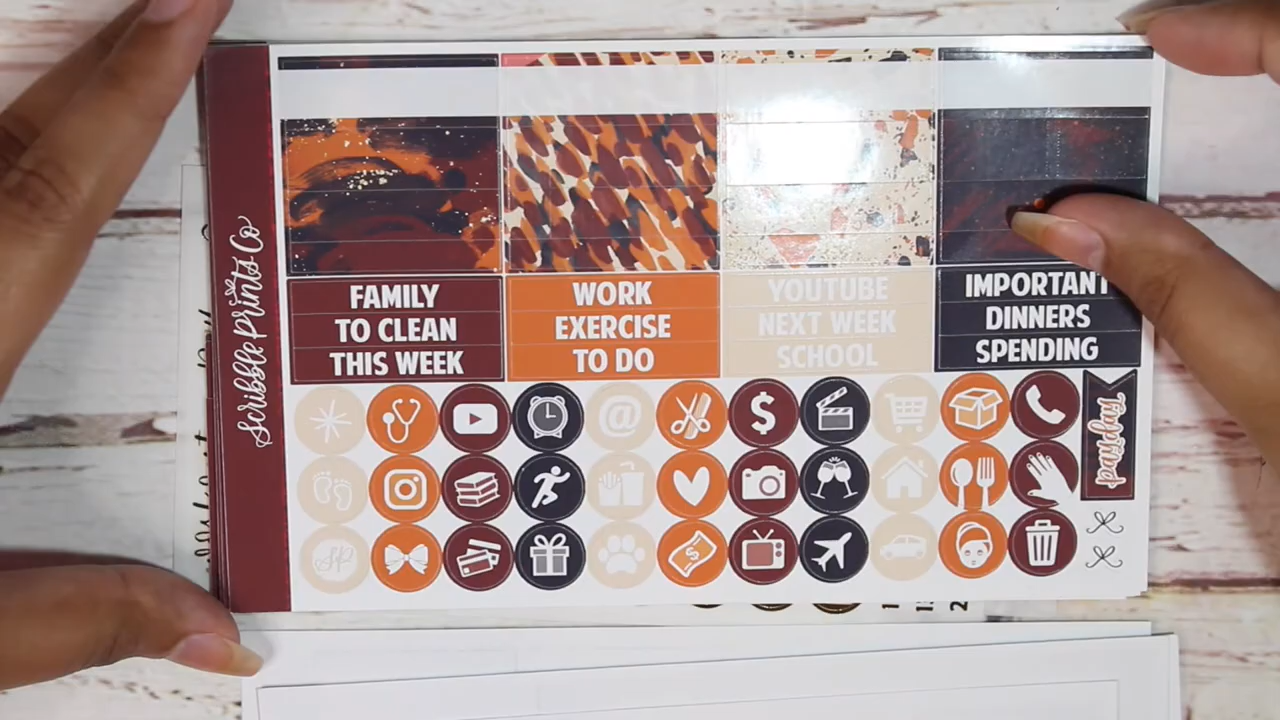 Scribble Prints Co
FAMILY
TO CLEAN
THIS WEEK
WORK
EXERCISE
TO DO
YOUTUBE
NEXT WEEK
SCHOOL
IMPORTANT
DINNERS
SPENDING
@
$
$
payday